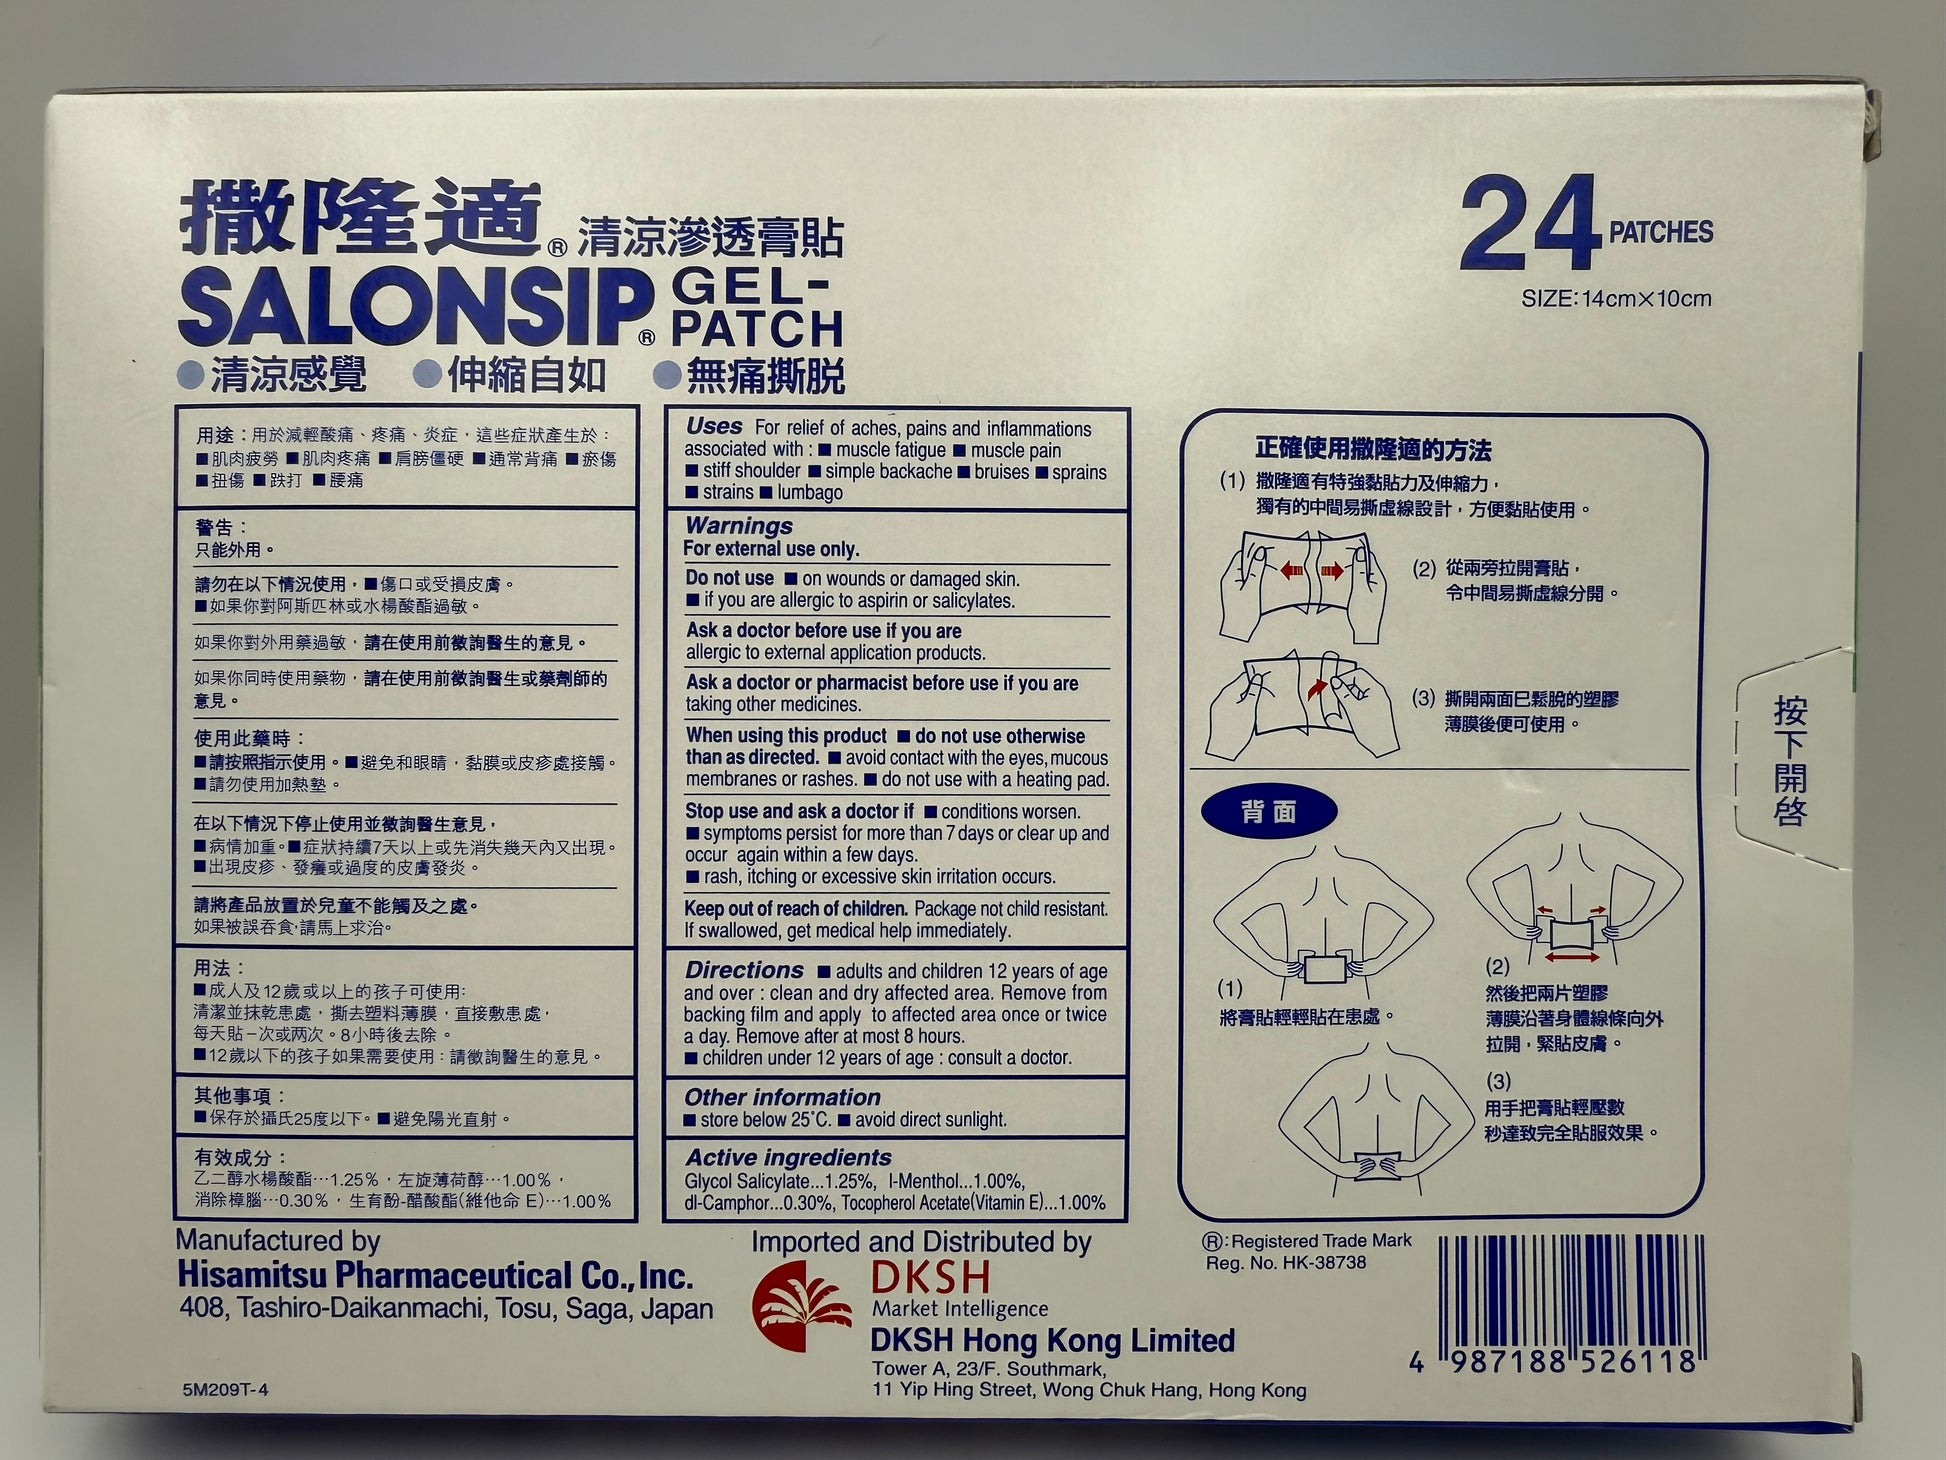 撒隆適® 清涼滲透膏貼
SALONSIP® GEL-
PATCH
●清涼感覺 ●伸縮自如 ●無痛撕脱
24 PATCHES
SIZE:14cm×10cm
用途：用於減輕酸痛、疼痛、炎症，這些症狀產生於：
■肌肉疲勞 ■肌肉疼痛 ■肩膀僵硬 ■通常背痛 ■瘀傷
■扭傷 ■跌打 ■腰痛
警告：
只能外用。
請勿在以下情況使用，■傷口或受損皮膚。
■如果你對阿斯匹林或水楊酸酯過敏。
如果你對外用藥過敏，請在使用前徵詢醫生的意見。
如果你同時使用藥物，請在使用前徵詢醫生或藥劑師的
意見。
使用此藥時：
■請按照指示使用。■避免和眼睛，黏膜或皮疹處接觸。
■請勿使用加熱墊。
在以下情況下停止使用並徵詢醫生意見，
■病情加重。■症狀持續7天以上或先消失幾天內又出現。
■出現皮疹、發癢或過度的皮膚發炎。
請將產品放置於兒童不能觸及之處。
如果被誤吞食，請馬上求治。
用法：
■成人及12歲或以上的孩子可使用：
清潔並抹乾患處，撕去塑料薄膜，直接敷患處，
每天貼一次或两次。8小時後去除。
■12歲以下的孩子如果需要使用：請徵詢醫生的意見。
其他事項：
■保存於攝氏25度以下。■避免陽光直射。
有效成分：
乙二醇水楊酸酯…1.25%，左旋薄荷醇…1.00%，
消除樟腦…0.30%，生育酚-醋酸酯(維他命 E)…1.00%
Uses For relief of aches, pains and inflammations
associated with : ■ muscle fatigue ■ muscle pain
■ stiff shoulder ■ simple backache ■ bruises ■ sprains
■ strains ■ lumbago
Warnings
For external use only.
Do not use ■ on wounds or damaged skin.
■ if you are allergic to aspirin or salicylates.
Ask a doctor before use if you are
allergic to external application products.
Ask a doctor or pharmacist before use if you are
taking other medicines.
When using this product ■ do not use otherwise
than as directed. ■ avoid contact with the eyes, mucous
membranes or rashes. ■ do not use with a heating pad.
Stop use and ask a doctor if ■ conditions worsen.
■ symptoms persist for more than 7 days or clear up and
occur again within a few days.
■ rash, itching or excessive skin irritation occurs.
Keep out of reach of children. Package not child resistant.
If swallowed, get medical help immediately.
Directions ■ adults and children 12 years of age
and over : clean and dry affected area. Remove from
backing film and apply to affected area once or twice
a day. Remove after at most 8 hours.
■ children under 12 years of age : consult a doctor.
Other information
■ store below 25°C. ■ avoid direct sunlight.
Active ingredients
Glycol Salicylate...1.25%, l-Menthol...1.00%,
dl-Camphor...0.30%, Tocopherol Acetate(Vitamin E)...1.00%
正確使用撒隆適的方法
(1) 撒隆適有特強黏貼力及伸縮力，
獨有的中間易撕虛線設計，方便黏貼使用。
(2) 從兩旁拉開膏貼，
令中間易撕虛線分開。
(3) 撕開兩面已鬆脫的塑膠
薄膜後便可使用。
背面
(1)
將膏貼輕輕貼在患處。
(2)
然後把兩片塑膠
薄膜沿著身體線條向外
拉開，緊貼皮膚。
(3)
用手把膏貼輕壓數
秒達致完全貼服效果。
按下開啓
Manufactured by
Hisamitsu Pharmaceutical Co., Inc.
408, Tashiro-Daikanmachi, Tosu, Saga, Japan
5M209T-4
Imported and Distributed by
DKSH
Market Intelligence
DKSH Hong Kong Limited
Tower A, 23/F. Southmark,
11 Yip Hing Street, Wong Chuk Hang, Hong Kong
®:Registered Trade Mark
Reg. No. HK-38738
4 987188 526118